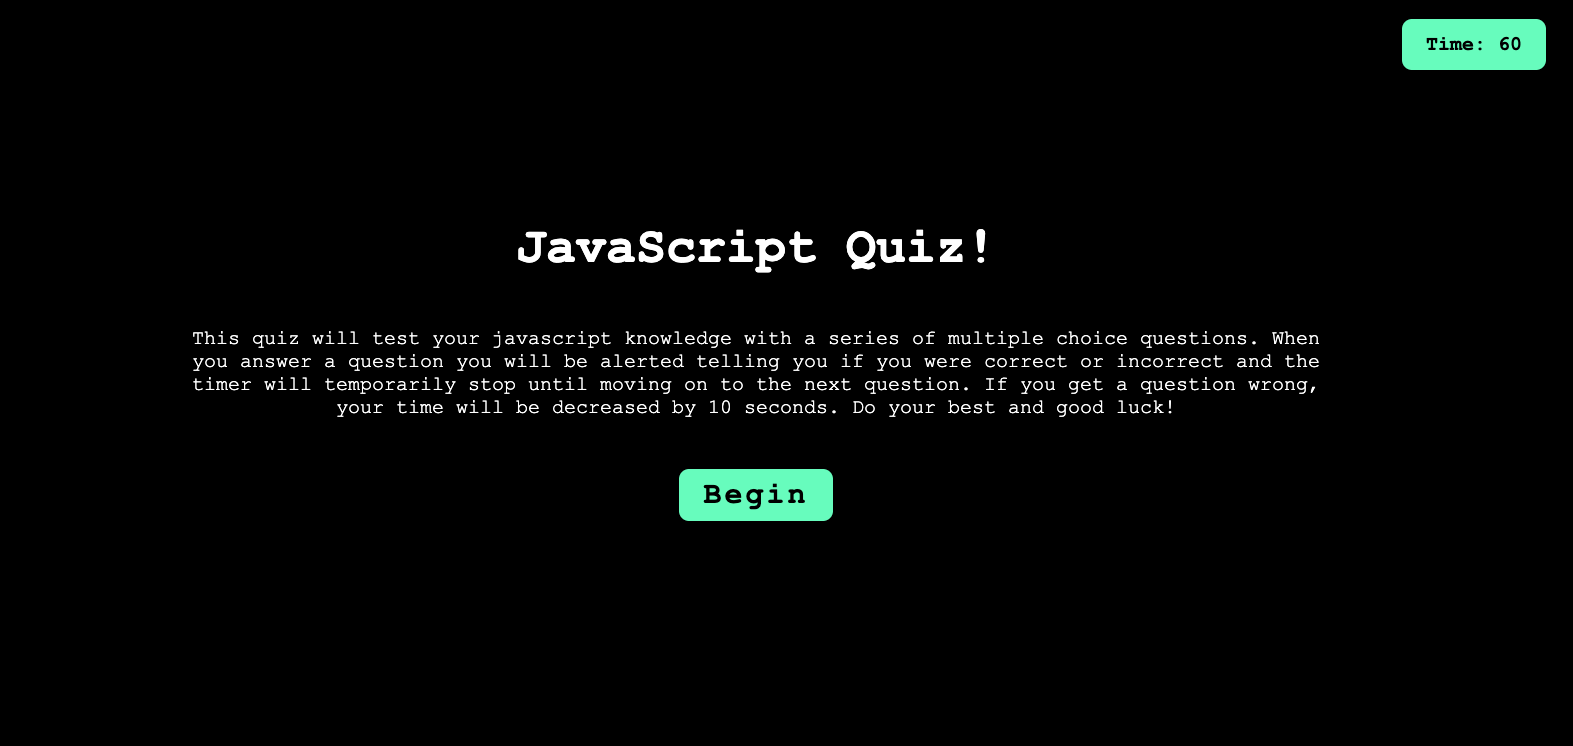 Time: 60
JavaScript Quiz!
This quiz will test your javascript knowledge with a series of multiple choice questions. When
you answer a question you will be alerted telling you if you were correct or incorrect and the
timer will temporarily stop until moving on to the next question. If you get a question wrong,
your time will be decreased by 10 seconds. Do your best and good luck!
Begin